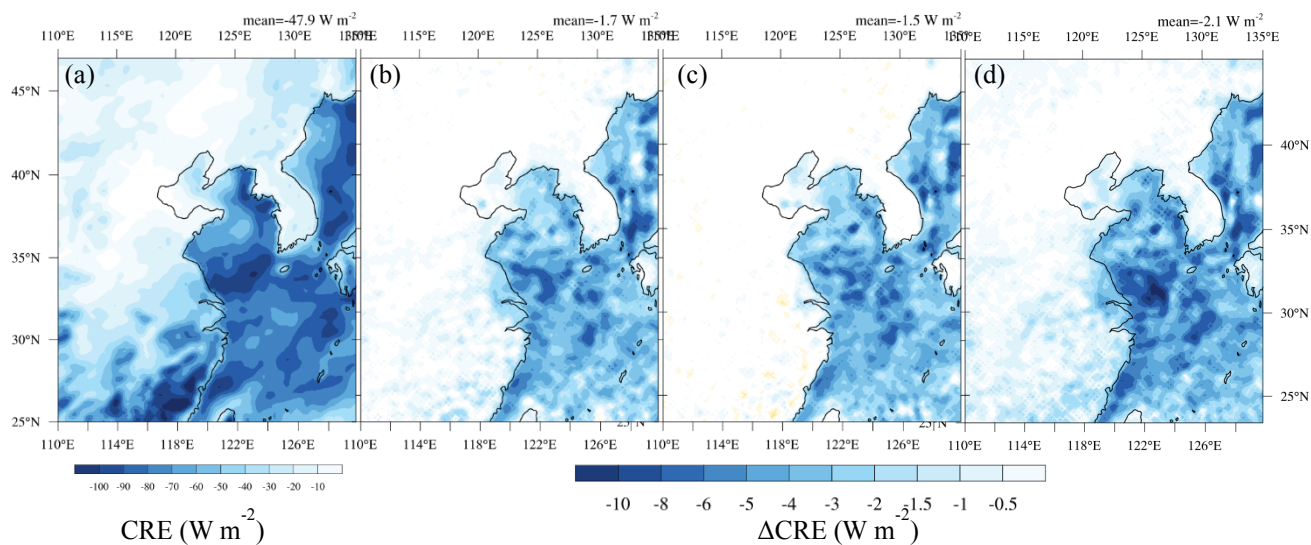 mean=-47.9 W m-2
mean=-1.7 W m-2
mean=-1.5 W m-2
mean=-2.1 W m-2
110°E 115°E 120°E 125°E 130°E
110°E 115°E 120°E 125°E 130°E
110°E 115°E 120°E 125°E 130°E
110°E 115°E 120°E 125°E 130°E 135°E
(a)
(b)
(c)
(d)
45°N
40°N
35°N
30°N
25°N
40°N
35°N
30°N
25°N
25°N
25°N
110°E 114°E 118°E 122°E 126°E
110°E 114°E 118°E 122°E 126°E
110°E 114°E 118°E 122°E 126°E
110°E 114°E 118°E 122°E 126°E
-100 -90 -80 -70 -60 -50 -40 -30 -20 -10
-10 -8 -6 -5 -4 -3 -2 -1.5 -1 -0.5
CRE (W m-2)
ΔCRE (W m-2)